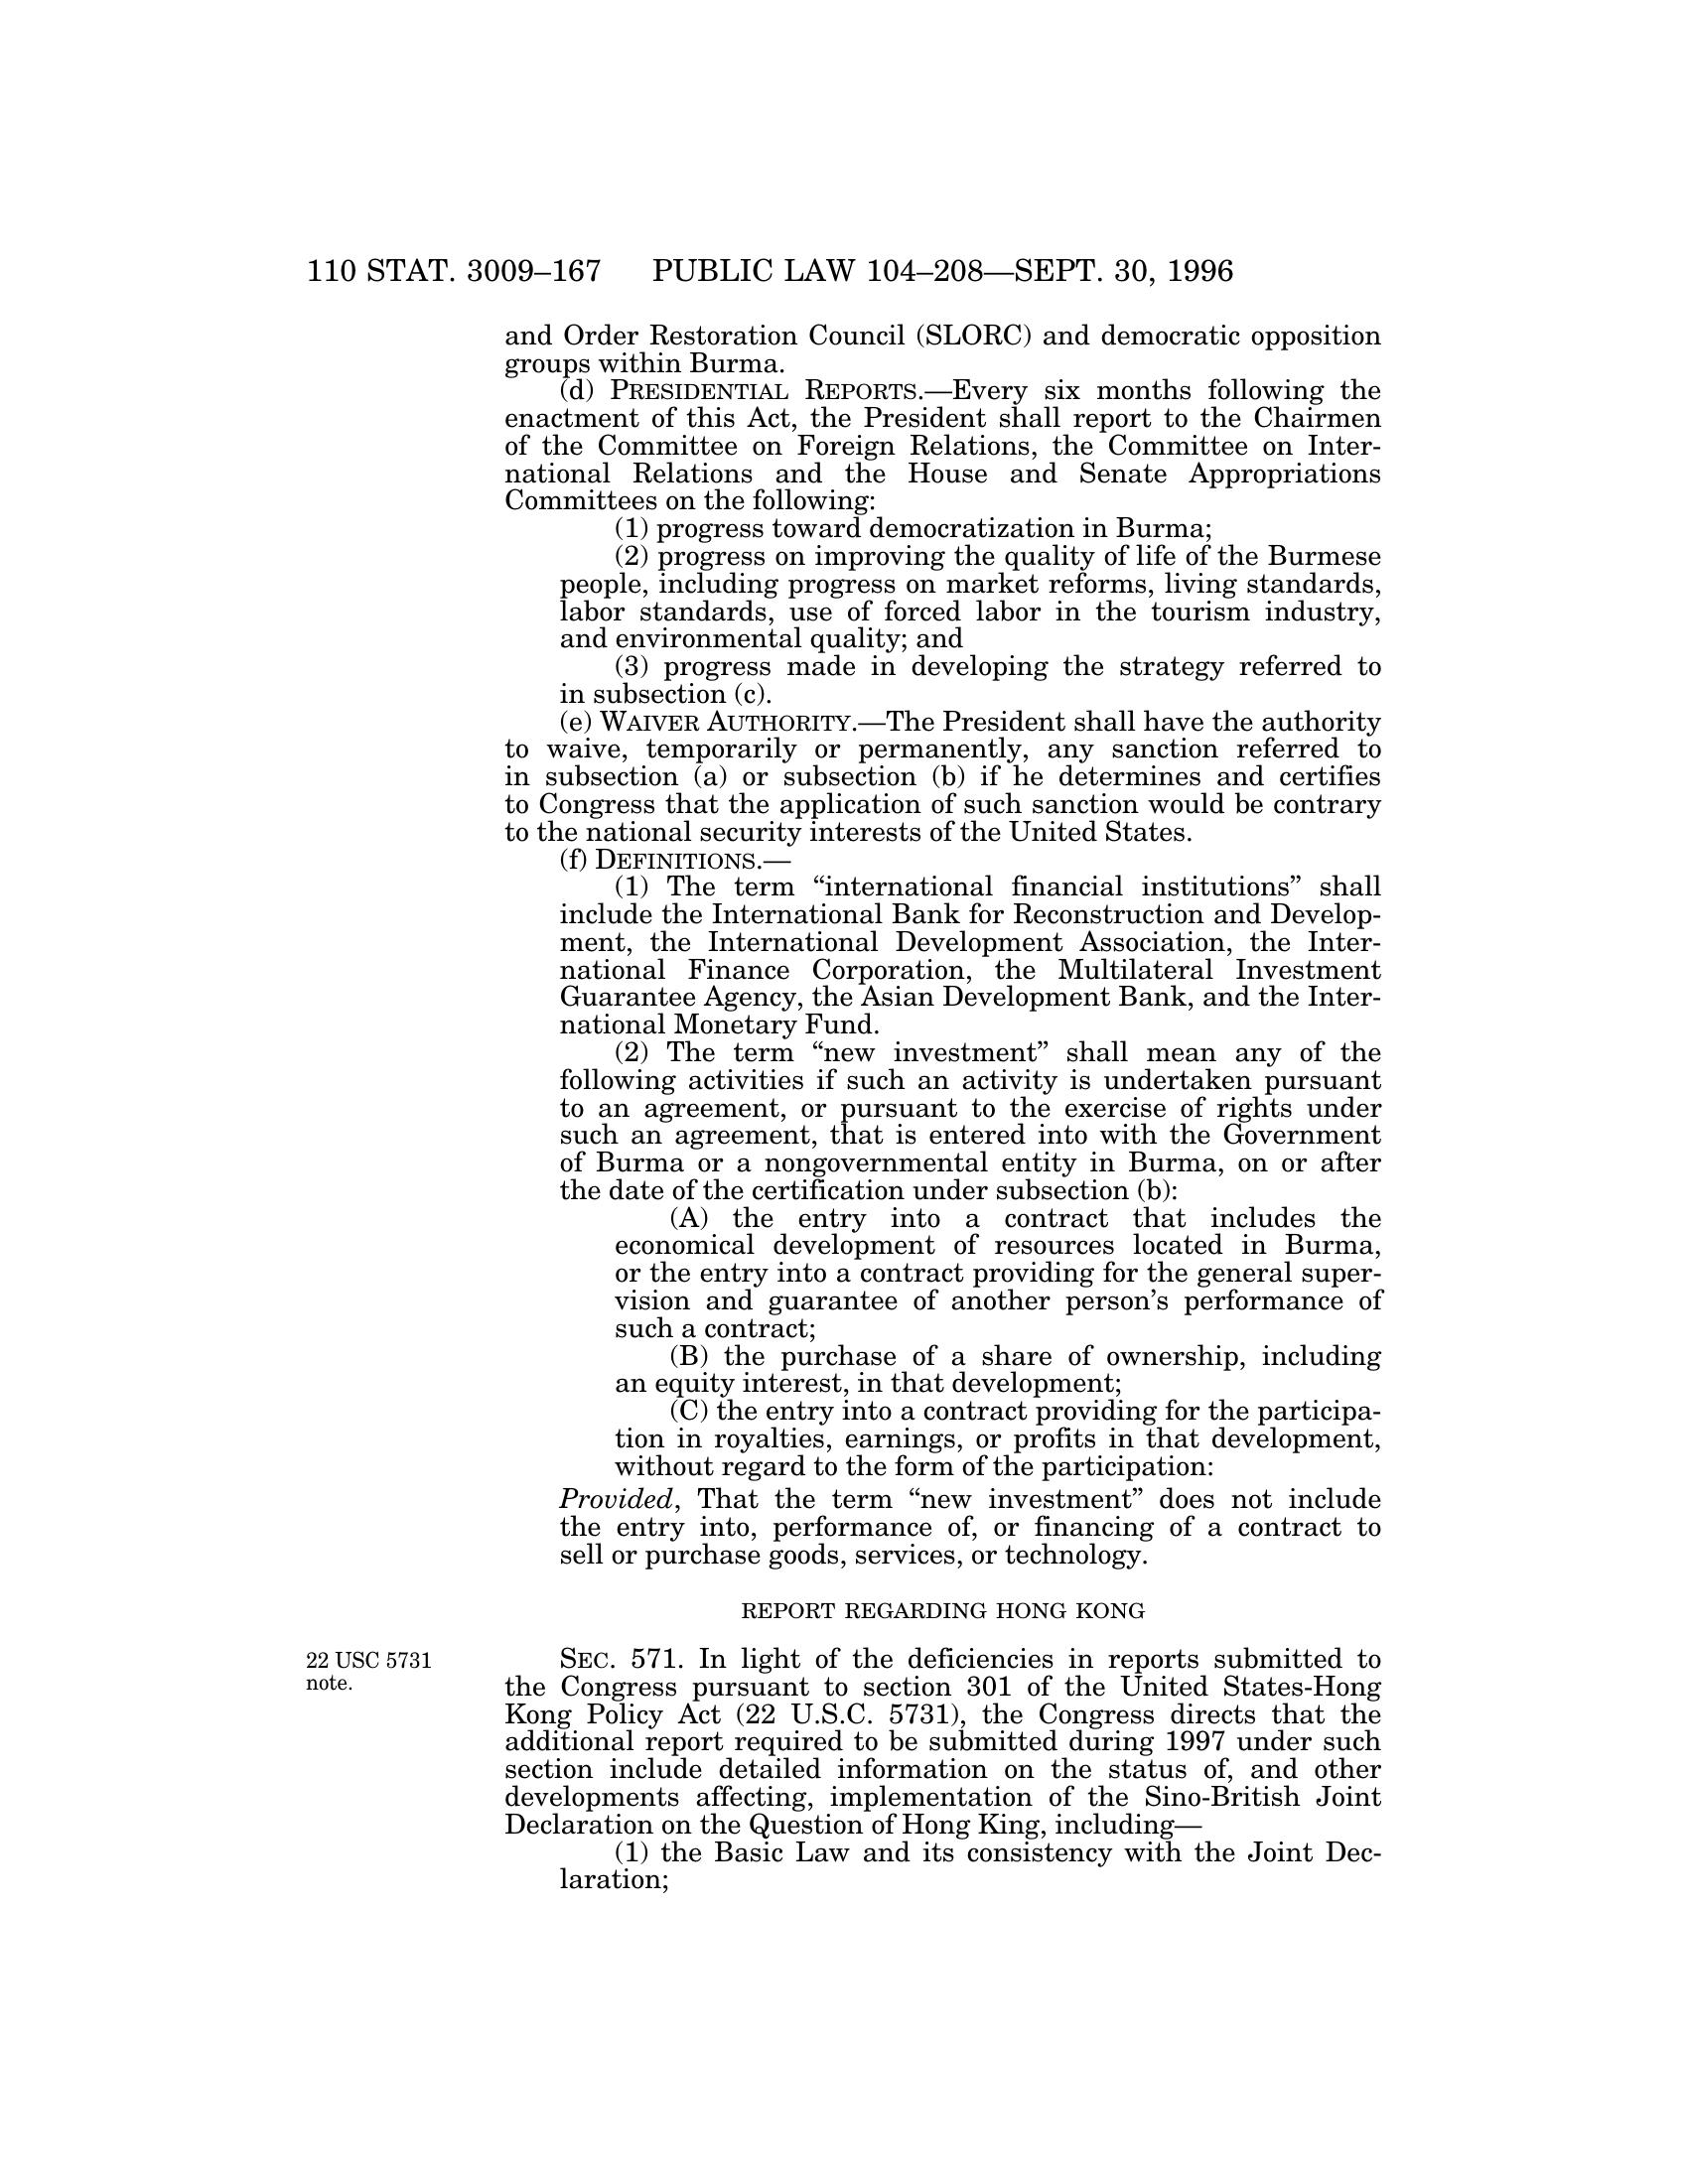 110 STAT. 3009–167 PUBLIC LAW 104–208—SEPT. 30, 1996
and Order Restoration Council (SLORC) and democratic opposition
groups within Burma.
(d) PRESIDENTIAL REPORTS.—Every six months following the
enactment of this Act, the President shall report to the Chairmen
of the Committee on Foreign Relations, the Committee on Inter-
national Relations and the House and Senate Appropriations
Committees on the following:
(1) progress toward democratization in Burma;
(2) progress on improving the quality of life of the Burmese
people, including progress on market reforms, living standards,
labor standards, use of forced labor in the tourism industry,
and environmental quality; and
(3) progress made in developing the strategy referred to
in subsection (c).
(e) WAIVER AUTHORITY.—The President shall have the authority
to waive, temporarily or permanently, any sanction referred to
in subsection (a) or subsection (b) if he determines and certifies
to Congress that the application of such sanction would be contrary
to the national security interests of the United States.
(f) DEFINITIONS.—
(1) The term “international financial institutions” shall
include the International Bank for Reconstruction and Develop-
ment, the International Development Association, the Inter-
national Finance Corporation, the Multilateral Investment
Guarantee Agency, the Asian Development Bank, and the Inter-
national Monetary Fund.
(2) The term “new investment” shall mean any of the
following activities if such an activity is undertaken pursuant
to an agreement, or pursuant to the exercise of rights under
such an agreement, that is entered into with the Government
of Burma or a nongovernmental entity in Burma, on or after
the date of the certification under subsection (b):
(A) the entry into a contract that includes the
economical development of resources located in Burma,
or the entry into a contract providing for the general super-
vision and guarantee of another person’s performance of
such a contract;
(B) the purchase of a share of ownership, including
an equity interest, in that development;
(C) the entry into a contract providing for the participa-
tion in royalties, earnings, or profits in that development,
without regard to the form of the participation:
Provided, That the term “new investment” does not include
the entry into, performance of, or financing of a contract to
sell or purchase goods, services, or technology.
REPORT REGARDING HONG KONG
22 USC 5731
note.
SEC. 571. In light of the deficiencies in reports submitted to
the Congress pursuant to section 301 of the United States-Hong
Kong Policy Act (22 U.S.C. 5731), the Congress directs that the
additional report required to be submitted during 1997 under such
section include detailed information on the status of, and other
developments affecting, implementation of the Sino-British Joint
Declaration on the Question of Hong King, including—
(1) the Basic Law and its consistency with the Joint Dec-
laration;